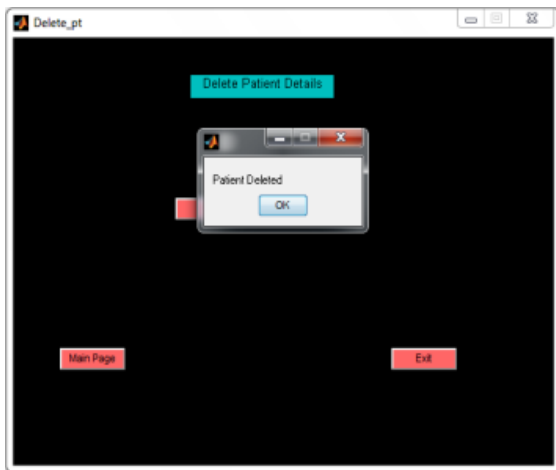 Delete_pt
Delete Patient Details
Patient Deleted
OK
Main Page
Exit